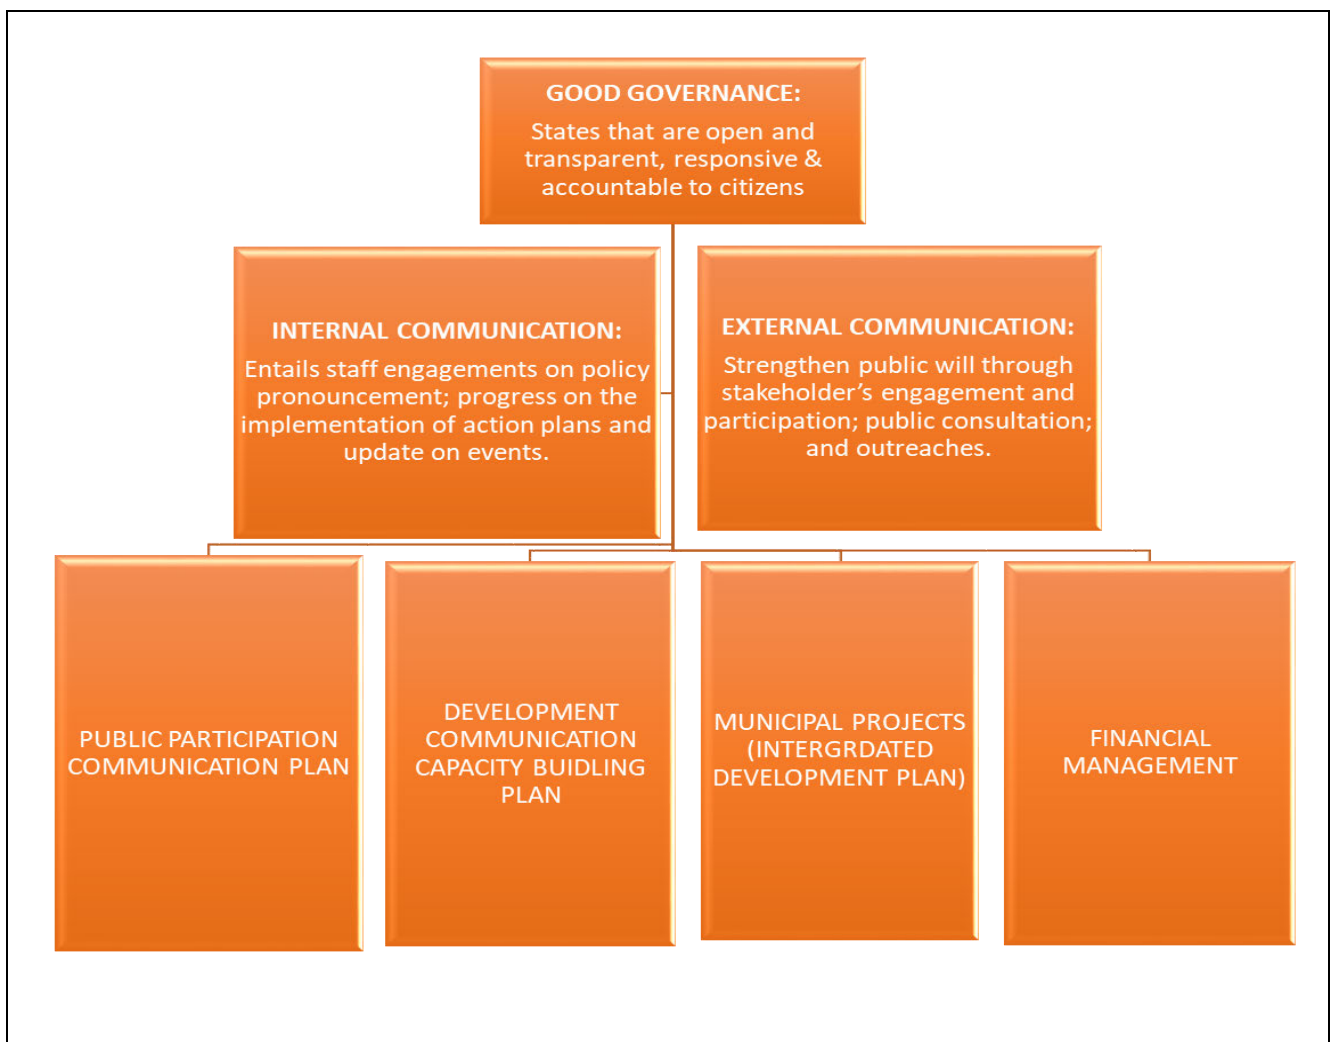 GOOD GOVERNANCE:
States that are open and
transparent, responsive &
accountable to citizens
INTERNAL COMMUNICATION:
Entails staff engagements on policy
pronouncement; progress on the
implementation of action plans and
update on events.
EXTERNAL COMMUNICATION:
Strengthen public will through
stakeholder’s engagement and
participation; public consultation;
and outreaches.
PUBLIC PARTICIPATION
COMMUNICATION PLAN
DEVELOPMENT
COMMUNICATION
CAPACITY BUIDLING
PLAN
MUNICIPAL PROJECTS
(INTERGRDATED
DEVELOPMENT PLAN)
FINANCIAL
MANAGEMENT